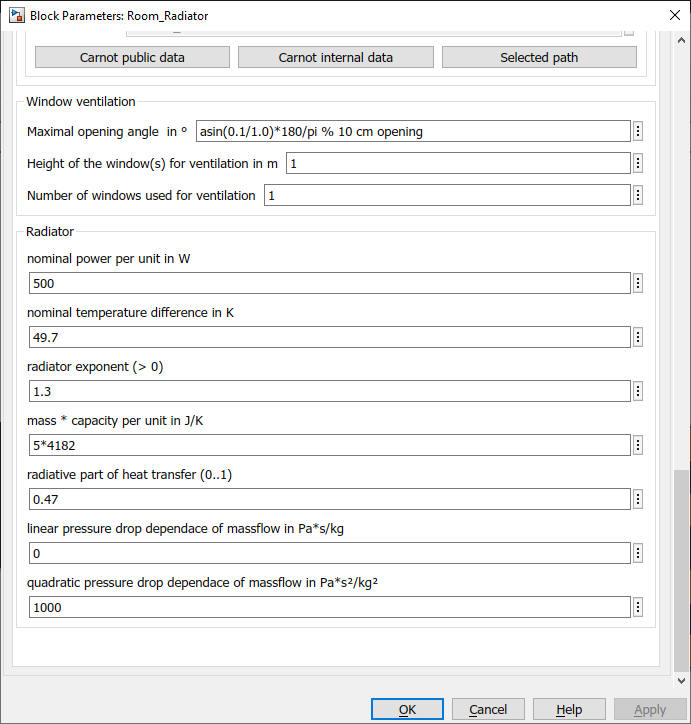 Block Parameters: Room_Radiator
Carnot public data
Carnot internal data
Selected path
Window ventilation
Maximal opening angle in º asin(0.1/1.0)*180/pi % 10 cm opening
Height of the window(s) for ventilation in m 1
Number of windows used for ventilation 1
Radiator
nominal power per unit in W
500
nominal temperature difference in K
49.7
radiator exponent (> 0)
1.3
mass * capacity per unit in J/K
5*4182
radiative part of heat transfer (0..1)
0.47
linear pressure drop dependace of massflow in Pa*s/kg
0
quadratic pressure drop dependace of massflow in Pa*s²/kg²
1000
OK
Cancel
Help
Apply